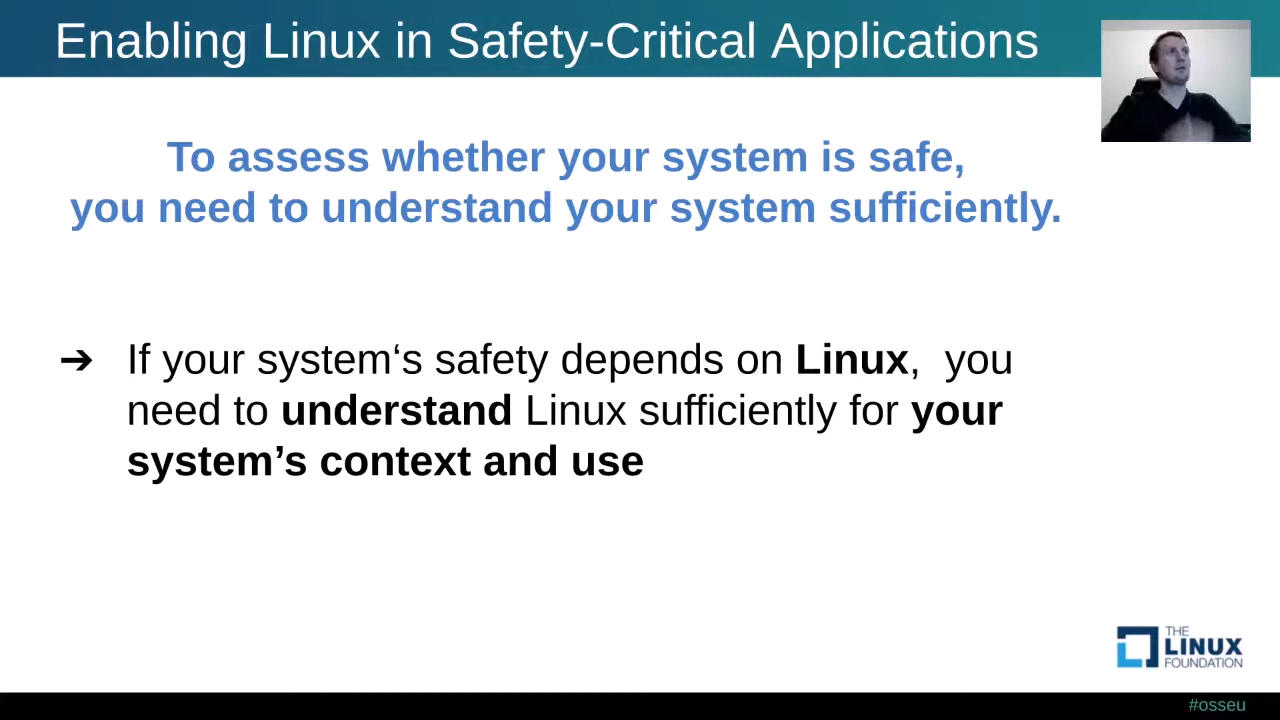 Enabling Linux in Safety-Critical Applications
To assess whether your system is safe,
you need to understand your system sufficiently.
➔ If your system‘s safety depends on Linux,  you
need to understand Linux sufficiently for your
system’s context and use
THE
LINUX
FOUNDATION
#osseu